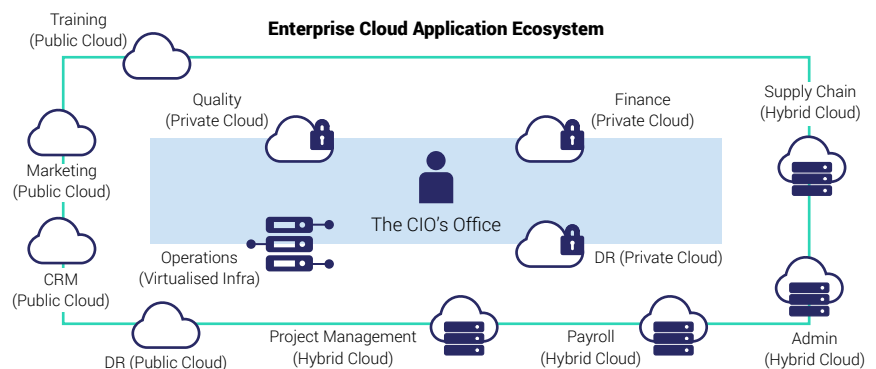 Enterprise Cloud Application Ecosystem
Training
(Public Cloud)
Quality
(Private Cloud)
Finance
(Private Cloud)
Supply Chain
(Hybrid Cloud)
Marketing
(Public Cloud)
The CIO's Office
CRM
(Public Cloud)
Operations
(Virtualised Infra)
DR (Private Cloud)
DR (Public Cloud)
Project Management
(Hybrid Cloud)
Payroll
(Hybrid Cloud)
Admin
(Hybrid Cloud)